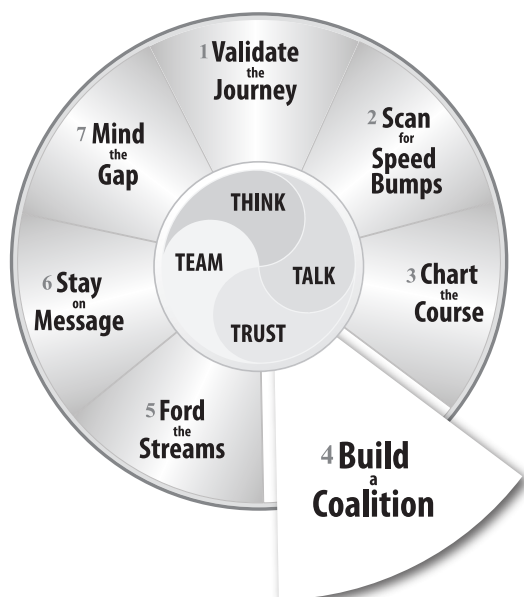 1 Validate
the
Journey
2 Scan
for
Speed
Bumps
3 Chart
the
Course
4 Build
a
Coalition
5 Ford
the
Streams
6 Stay
on
Message
7 Mind
the
Gap
THINK
TALK
TRUST
TEAM